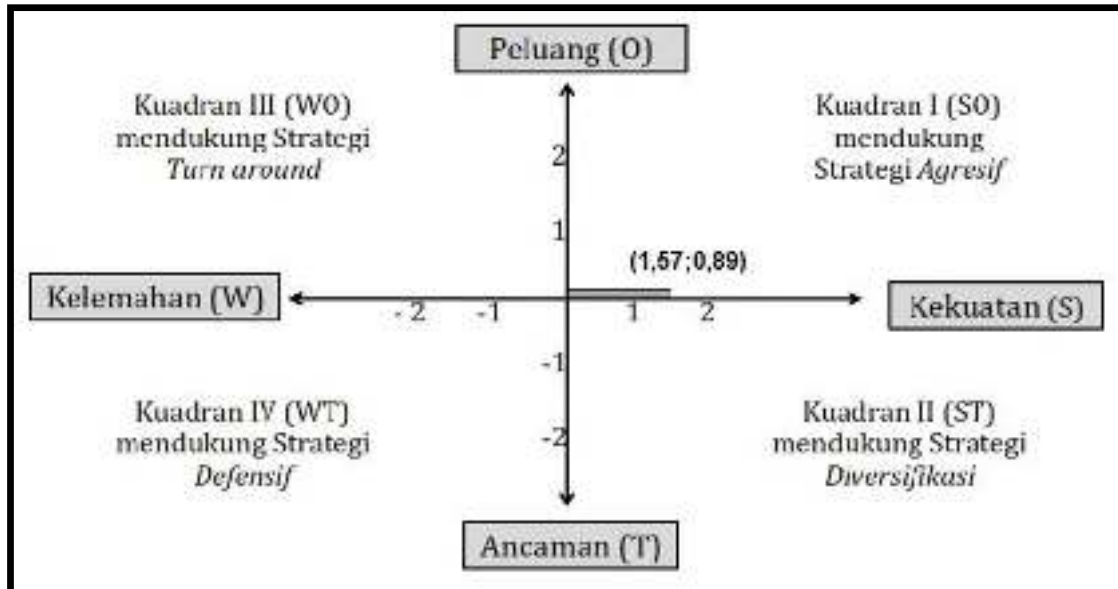 Peluang (O)
Kuadran III (WO)
mendukung Strategi
Turn around
Kuadran I (SO)
mendukung
Strategi Agresif
2
1
(1,57;0,89)
Kelemahan (W)
Kekuatan (S)
- 2
-1
1
2
-1
-2
Kuadran IV (WT)
mendukung Strategi
Defensif
Kuadran II (ST)
mendukung Strategi
Diversifikasi
Ancaman (T)